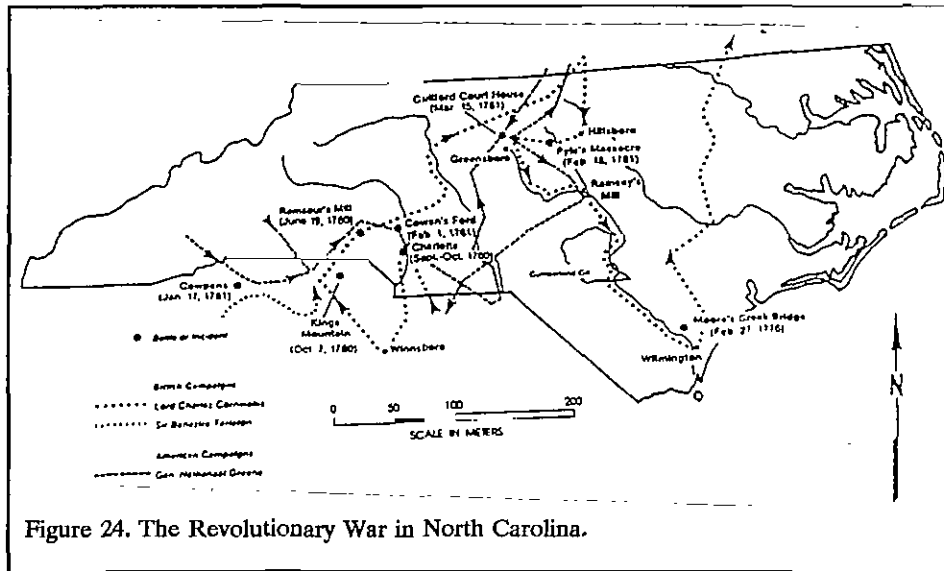 Guilford Court House
(Mar. 15, 1781)
Hillsboro
Greensboro
Pyle's Massacre
(Feb 18, 1781)
Ramsey's
Mill
Ramsour's Mill
(June 19, 1780)
Cowan's Ford
(Feb 1, 1781)
Charlotte
(Sept.-Oct. 1780)
Cumberland Co
Cowpens
(Jan 17, 1781)
Kings
Mountain
(Oct 7, 1780)
Winnsboro
Moore's Creek Bridge
(Feb 27, 1776)
Wilmington
Battle or Incident
British Campaigns
Lord Charles Cornwallis
Sir Banastre Tarleton
American Campaigns
Gen Nathanael Greene
0 50 100 200
SCALE IN METERS
N
Figure 24. The Revolutionary War in North Carolina.